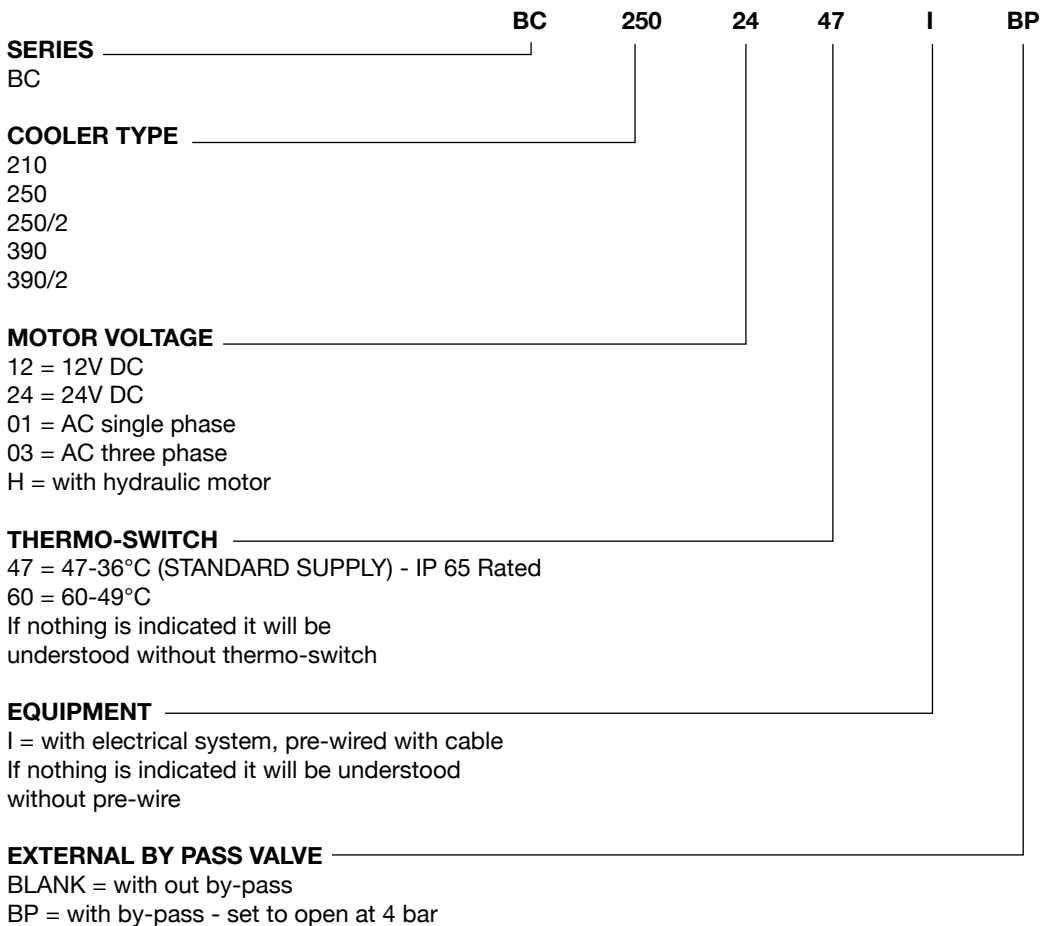 BC 250 24 47 I BP
SERIES
BC
COOLER TYPE
210
250
250/2
390
390/2
MOTOR VOLTAGE
12 = 12V DC
24 = 24V DC
01 = AC single phase
03 = AC three phase
H = with hydraulic motor
THERMO-SWITCH
47 = 47-36°C (STANDARD SUPPLY) - IP 65 Rated
60 = 60-49°C
If nothing is indicated it will be
understood without thermo-switch
EQUIPMENT
I = with electrical system, pre-wired with cable
If nothing is indicated it will be understood
without pre-wire
EXTERNAL BY PASS VALVE
BLANK = with out by-pass
BP = with by-pass - set to open at 4 bar